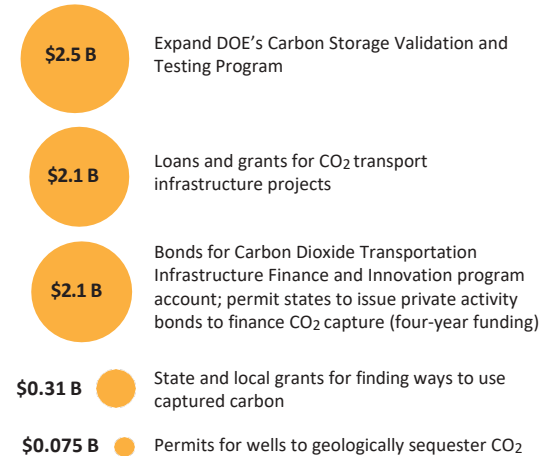 $2.5 B
Expand DOE’s Carbon Storage Validation and
Testing Program
$2.1 B
Loans and grants for CO2 transport
infrastructure projects
$2.1 B
Bonds for Carbon Dioxide Transportation
Infrastructure Finance and Innovation program
account; permit states to issue private activity
bonds to finance CO2 capture (four-year funding)
$0.31 B
State and local grants for finding ways to use
captured carbon
$0.075 B
Permits for wells to geologically sequester CO2